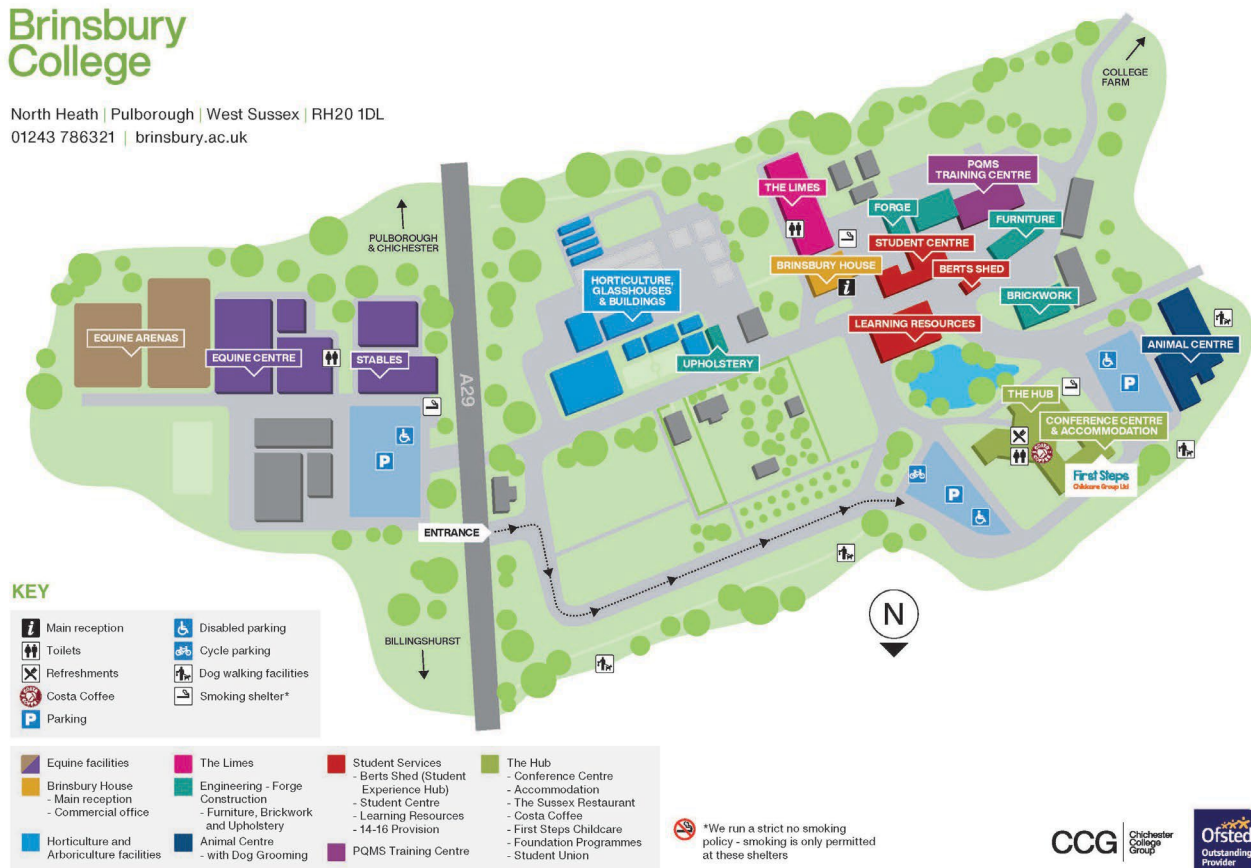 Brinsbury
College
North Heath | Pulborough | West Sussex | RH20 1DL
01243 786321 | brinsbury.ac.uk
COLLEGE
FARM
PULBOROUGH
& CHICHESTER
A29
THE LIMES
PQMS
TRAINING CENTRE
FORGE
FURNITURE
STUDENT CENTRE
BRINSBURY HOUSE
i
BERTS SHED
BRICKWORK
HORTICULTURE,
GLASSHOUSES
& BUILDINGS
UPHOLSTERY
LEARNING RESOURCES
ANIMAL CENTRE
EQUINE ARENAS
EQUINE CENTRE
STABLES
P
P
THE HUB
CONFERENCE CENTRE
& ACCOMMODATION
COSTA COFFEE
First Steps
Childcare Group Ltd
P
ENTRANCE
BILLINGSHURST
N
KEY
i Main reception
Toilets
Refreshments
Costa Coffee
P Parking
Disabled parking
Cycle parking
Dog walking facilities
Smoking shelter*
Equine facilities
Brinsbury House
- Main reception
- Commercial office
Horticulture and
Arboriculture facilities
The Limes
Engineering - Forge
Construction
- Furniture, Brickwork
and Upholstery
Animal Centre
- with Dog Grooming
Student Services
- Berts Shed (Student
Experience Hub)
- Student Centre
- Learning Resources
- 14-16 Provision
PQMS Training Centre
The Hub
- Conference Centre
- Accommodation
- The Sussex Restaurant
- Costa Coffee
- First Steps Childcare
- Foundation Programmes
- Student Union
*We run a strict no smoking
policy - smoking is only permitted
at these shelters
CCG
Chichester
College
Group
Ofsted
Outstanding
Provider